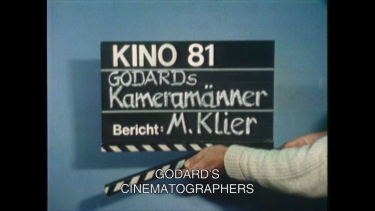 KINO 81
GODARDs
Kameramänner
Bericht: M. Klier
GODARD'S
CINEMATOGRAPHERS